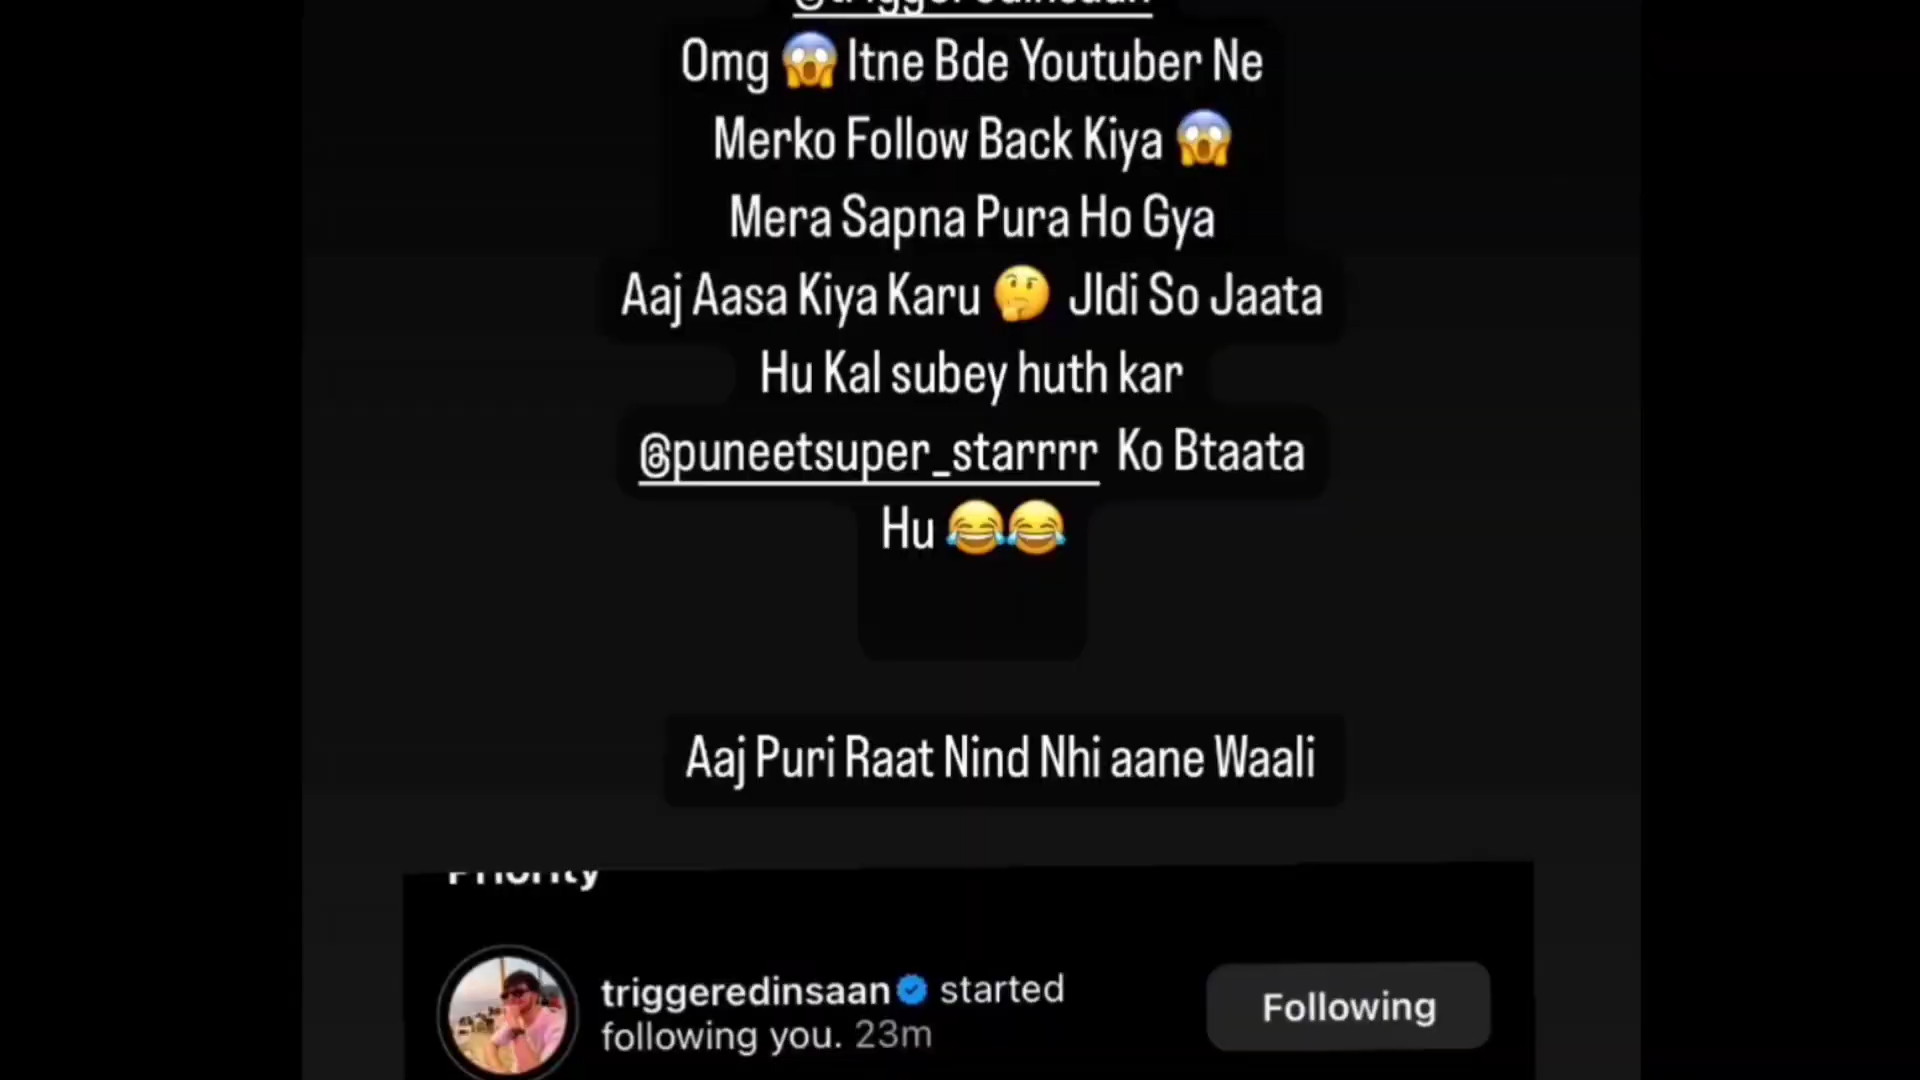 @triggeredinsaan
Omg 😱 Itne Bde Youtuber Ne
Merko Follow Back Kiya 😱
Mera Sapna Pura Ho Gya
Aaj Aasa Kiya Karu 🤔 Jldi So Jaata
Hu Kal subey huth kar
@puneetsuper_starrrr Ko Btaata
Hu 😂😂
Aaj Puri Raat Nind Nhi aane Waali
Priority
triggeredinsaan started
following you. 23m
Following